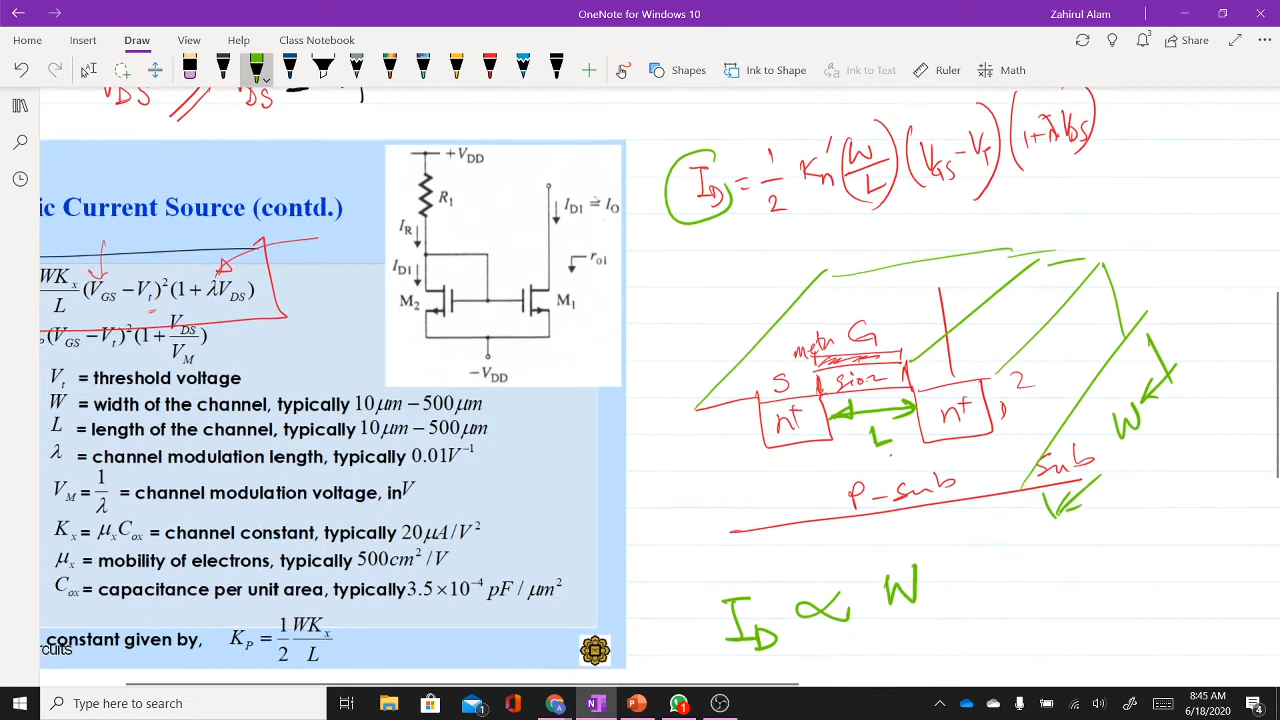 OneNote for Windows 10
Zahirul Alam
Home Insert Draw View Help Class Notebook
Share
Shapes Ink to Shape Ink to Text Ruler Math
V_DS V_DS
I_D = 1/2 Kn' (W/L) (V_GS - V_T) (1+λV_DS)
ic Current Source (contd.)
WK_x/L (V_GS − V_t)^2 (1 + λV_DS)
P (V_GS − V_t)^2 (1 + V_DS/V_M)
V_t = threshold voltage
W = width of the channel, typically 10μm − 500μm
L = length of the channel, typically 10μm − 500μm
λ = channel modulation length, typically 0.01V^−1
V_M = 1/λ = channel modulation voltage, in V
K_x = μ_xC_ox = channel constant, typically 20μA/V^2
μ_x = mobility of electrons, typically 500cm^2/V
C_ox = capacitance per unit area, typically 3.5×10^−4 pF/μm^2
constant given by, K_P = 1/2 WK_x/L
rcuits
+V_DD
R_1
I_R
I_D1
M_2
I_D1 ≅ I_O
r_o1
M_1
−V_DD
G
S
n+
L
n+
P-sub
sub
W
I_D ∝ W
Type here to search
8:45 AM
6/18/2020